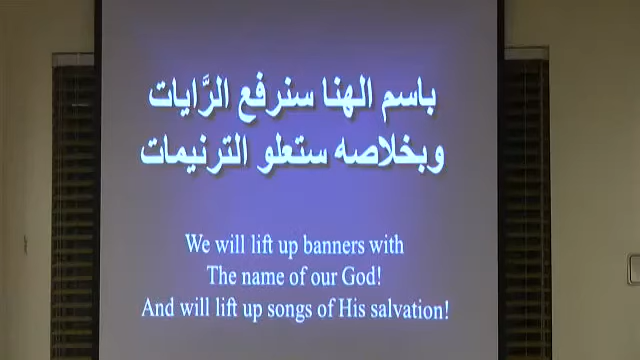 باسم الهنا سنرفع الرَّايات
وبخلاصه ستعلو الترنيمات
We will lift up banners with
The name of our God!
And will lift up songs of His salvation!